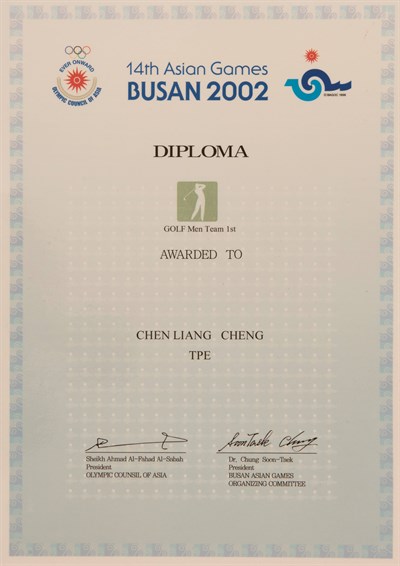 EVER ONWARD
OLYMPIC COUNCIL OF ASIA
14th Asian Games
BUSAN 2002
DIPLOMA
GOLF Men Team 1st
AWARDED TO
CHEN LIANG CHENG
TPE
Sheikh Ahmad Al-Fahad Al-Sabah
President
OLYMPIC COUNSIL OF ASIA
Dr. Chung Soon-Taek
President
BUSAN ASIAN GAMES
ORGANIZING COMMITTEE